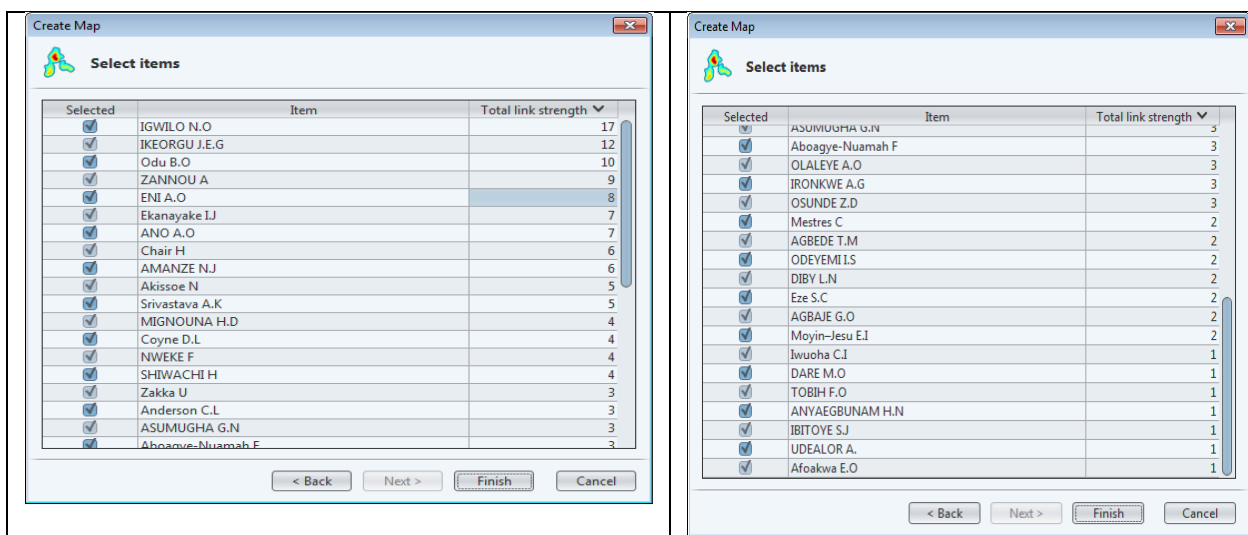 Create Map
Select items
Selected Item Total link strength
IGWILO N.O 17
IKEORGU J.E.G 12
Odu B.O 10
ZANNOU A 9
ENI A.O 8
Ekanayake I.J 7
ANO A.O 7
Chair H 6
AMANZE N.J 6
Akissoe N 5
Srivastava A.K 5
MIGNOUNA H.D 4
Coyne D.L 4
NWEKE F 4
SHIWACHI H 4
Zakka U 3
Anderson C.L 3
ASUMUGHA G.N 3
Aboagye-Nuamah F 3
< Back Next > Finish Cancel
Create Map
Select items
Selected Item Total link strength
ASUMUGHA G.N 3
Aboagye-Nuamah F 3
OLALEYE A.O 3
IRONKWE A.G 3
OSUNDE Z.D 3
Mestres C 2
AGBEDE T.M 2
ODEYEMI I.S 2
DIBY L.N 2
Eze S.C 2
AGBAJE G.O 2
Moyin–Jesu E.I 2
Iwuoha C.I 1
DARE M.O 1
TOBIH F.O 1
ANYAEGBUNAM H.N 1
IBITOYE S.J 1
UDEALOR A. 1
Afoakwa E.O 1
< Back Next > Finish Cancel